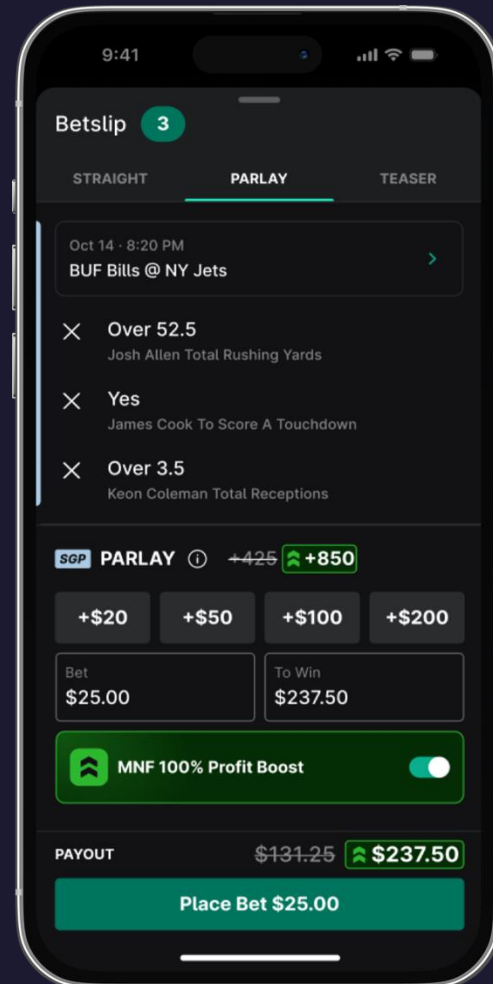 9:41
Betslip 3
STRAIGHT PARLAY TEASER
Oct 14 · 8:20 PM
BUF Bills @ NY Jets
Over 52.5
Josh Allen Total Rushing Yards
Yes
James Cook To Score A Touchdown
Over 3.5
Keon Coleman Total Receptions
SGP PARLAY +425 +850
+$20 +$50 +$100 +$200
Bet To Win
$25.00 $237.50
MNF 100% Profit Boost
PAYOUT $131.25 $237.50
Place Bet $25.00